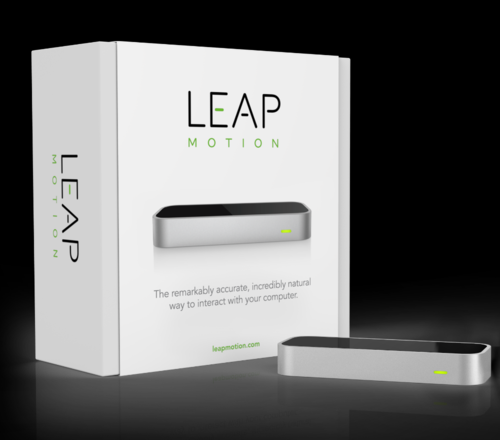 LEAP
MOTION
LEAP
MOTION
The remarkably accurate, incredibly natural
way to interact with your computer.
leapmotion.com